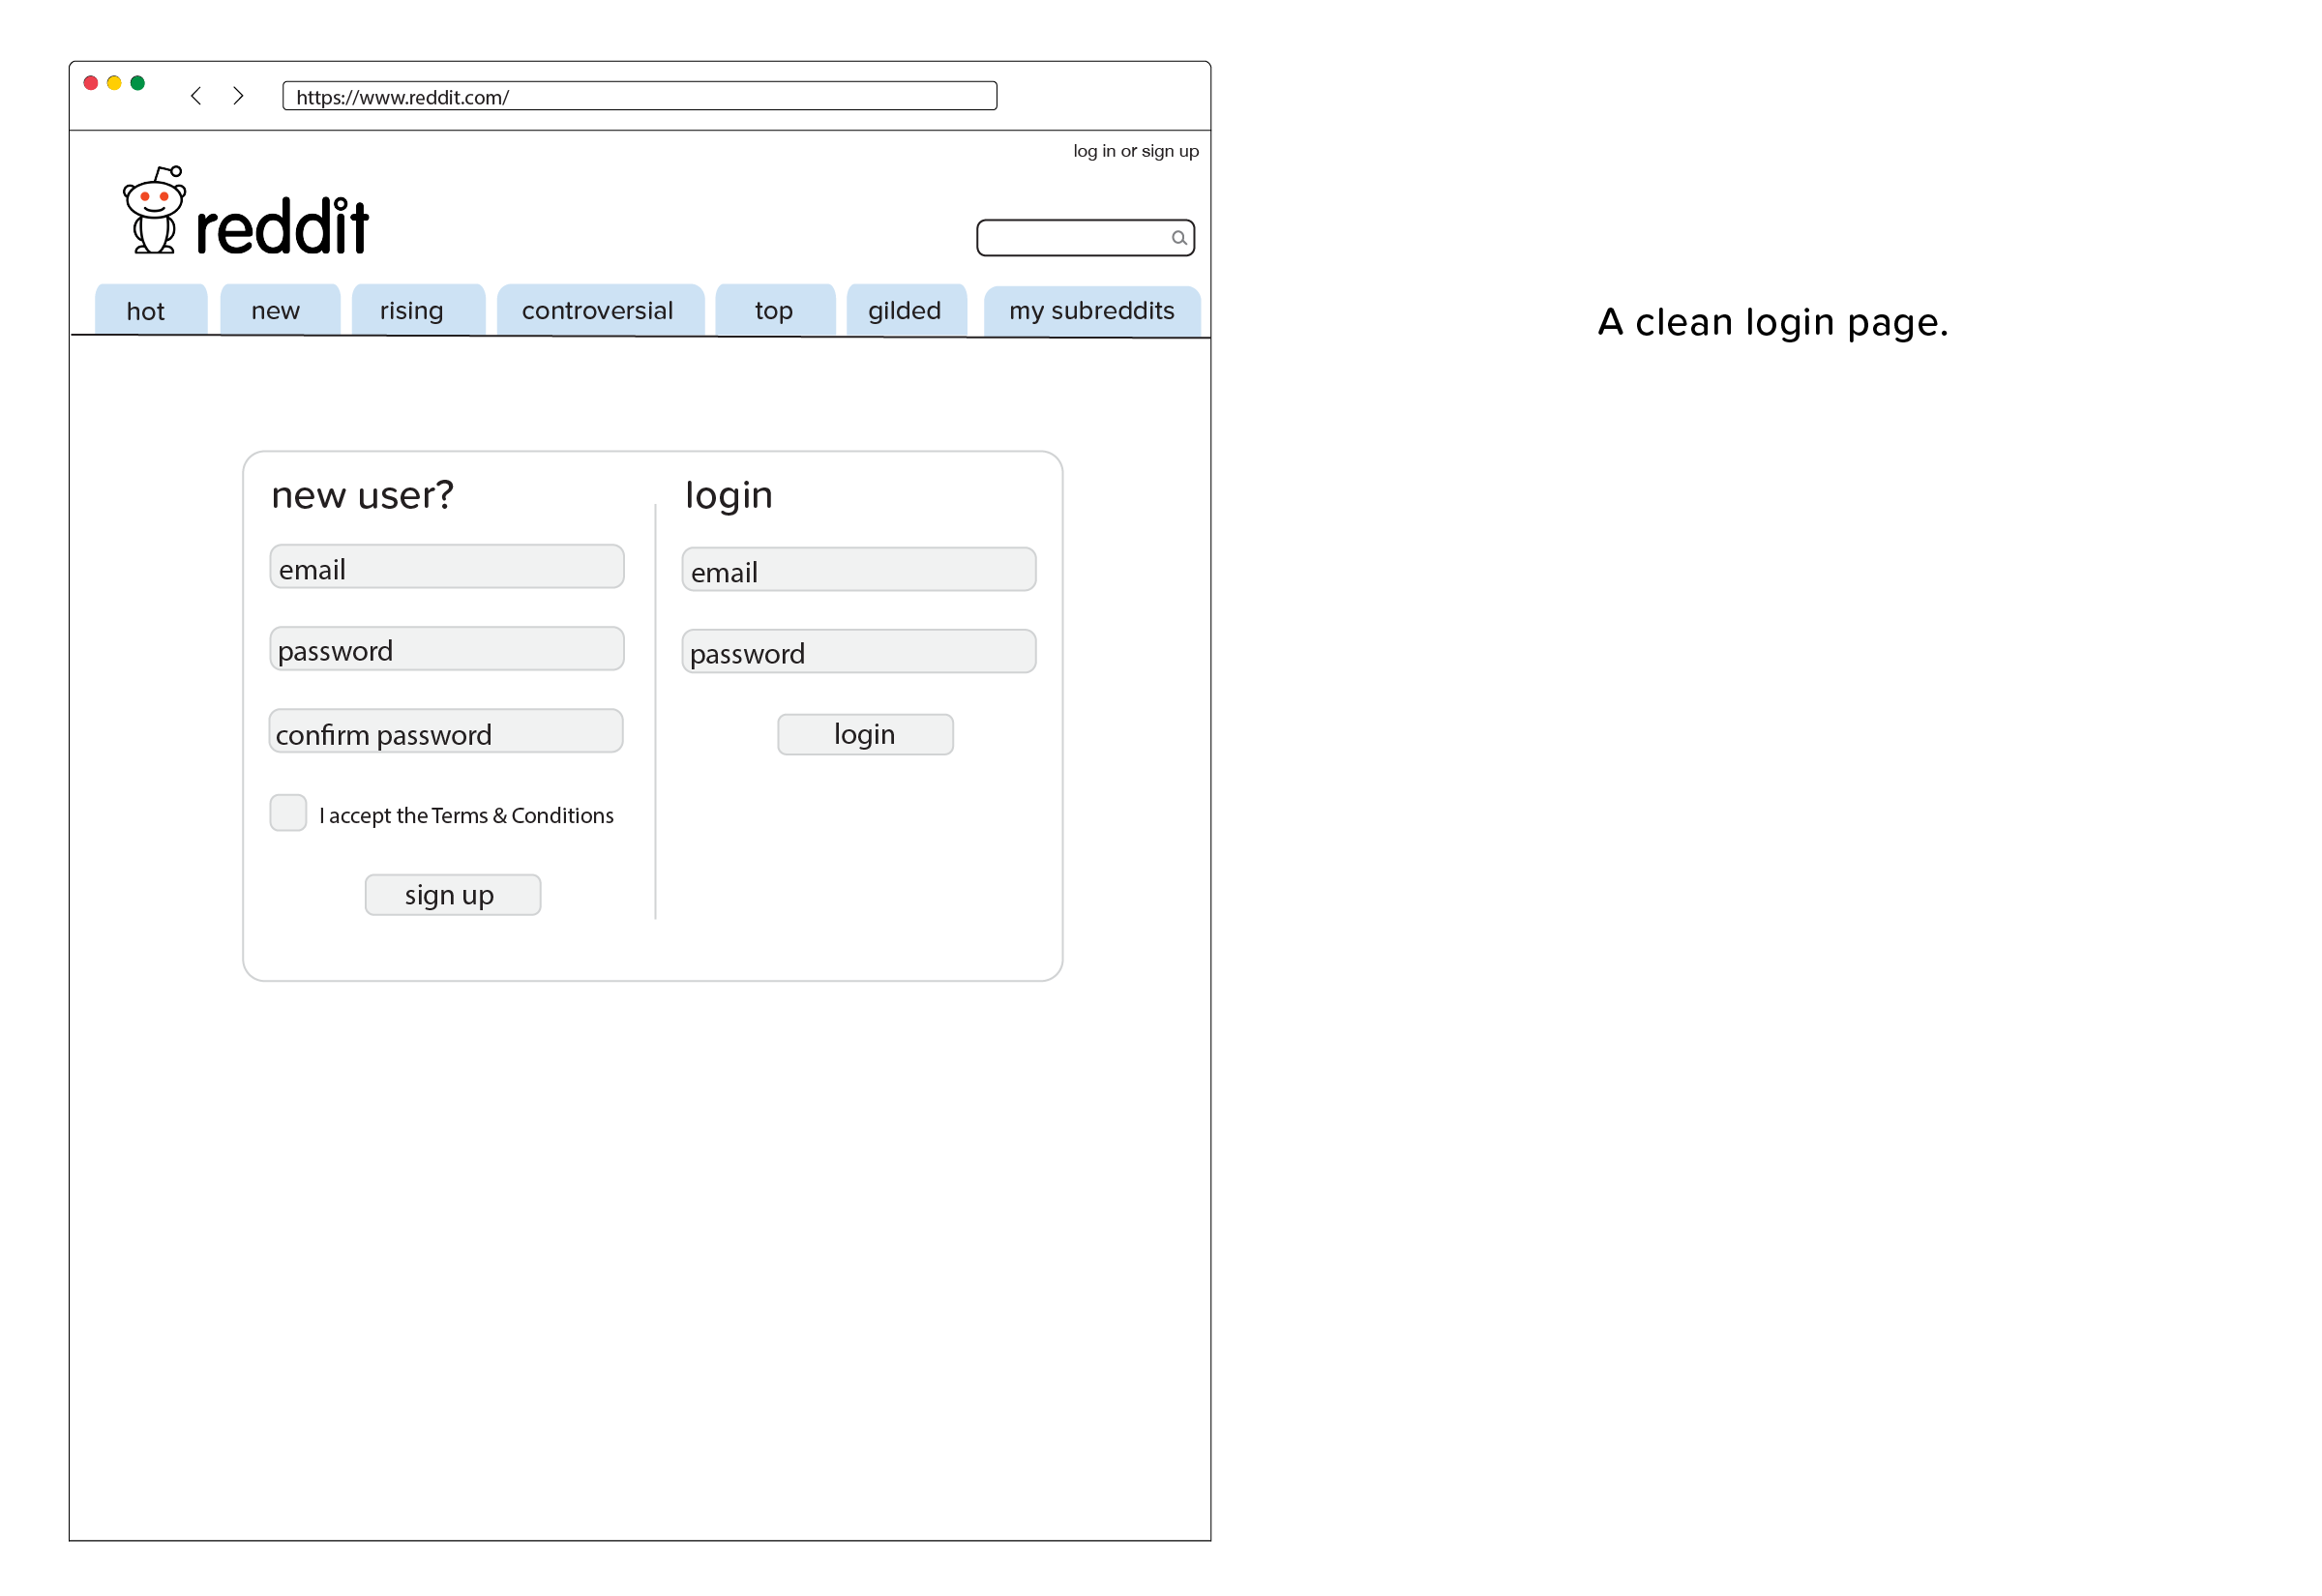 https://www.reddit.com/
log in or sign up
reddit
hot new rising controversial top gilded my subreddits
A clean login page.
new user?
email
password
confirm password
I accept the Terms & Conditions
sign up
login
email
password
login